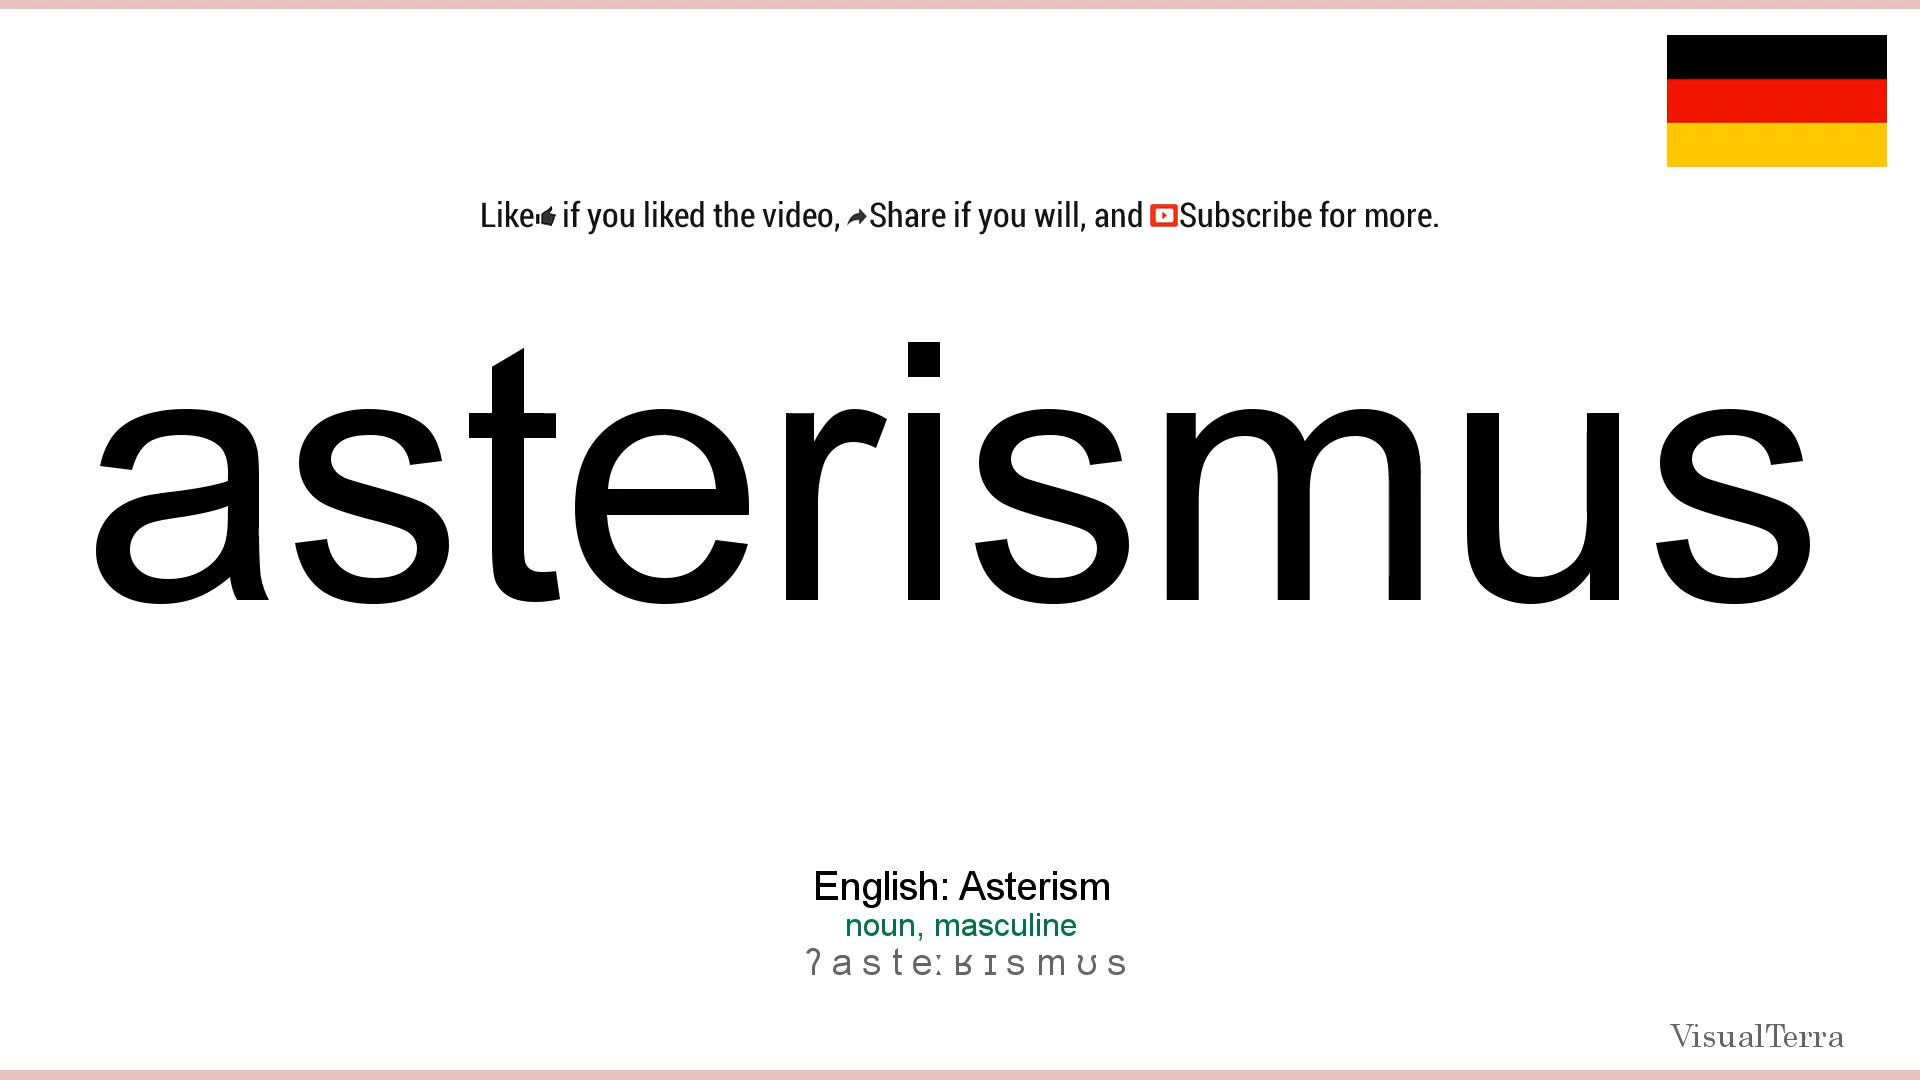 Like if you liked the video, Share if you will, and Subscribe for more.
asterismus
English: Asterism
noun, masculine
ʔ a s t eː ʁ ɪ s m ʊ s
VisualTerra